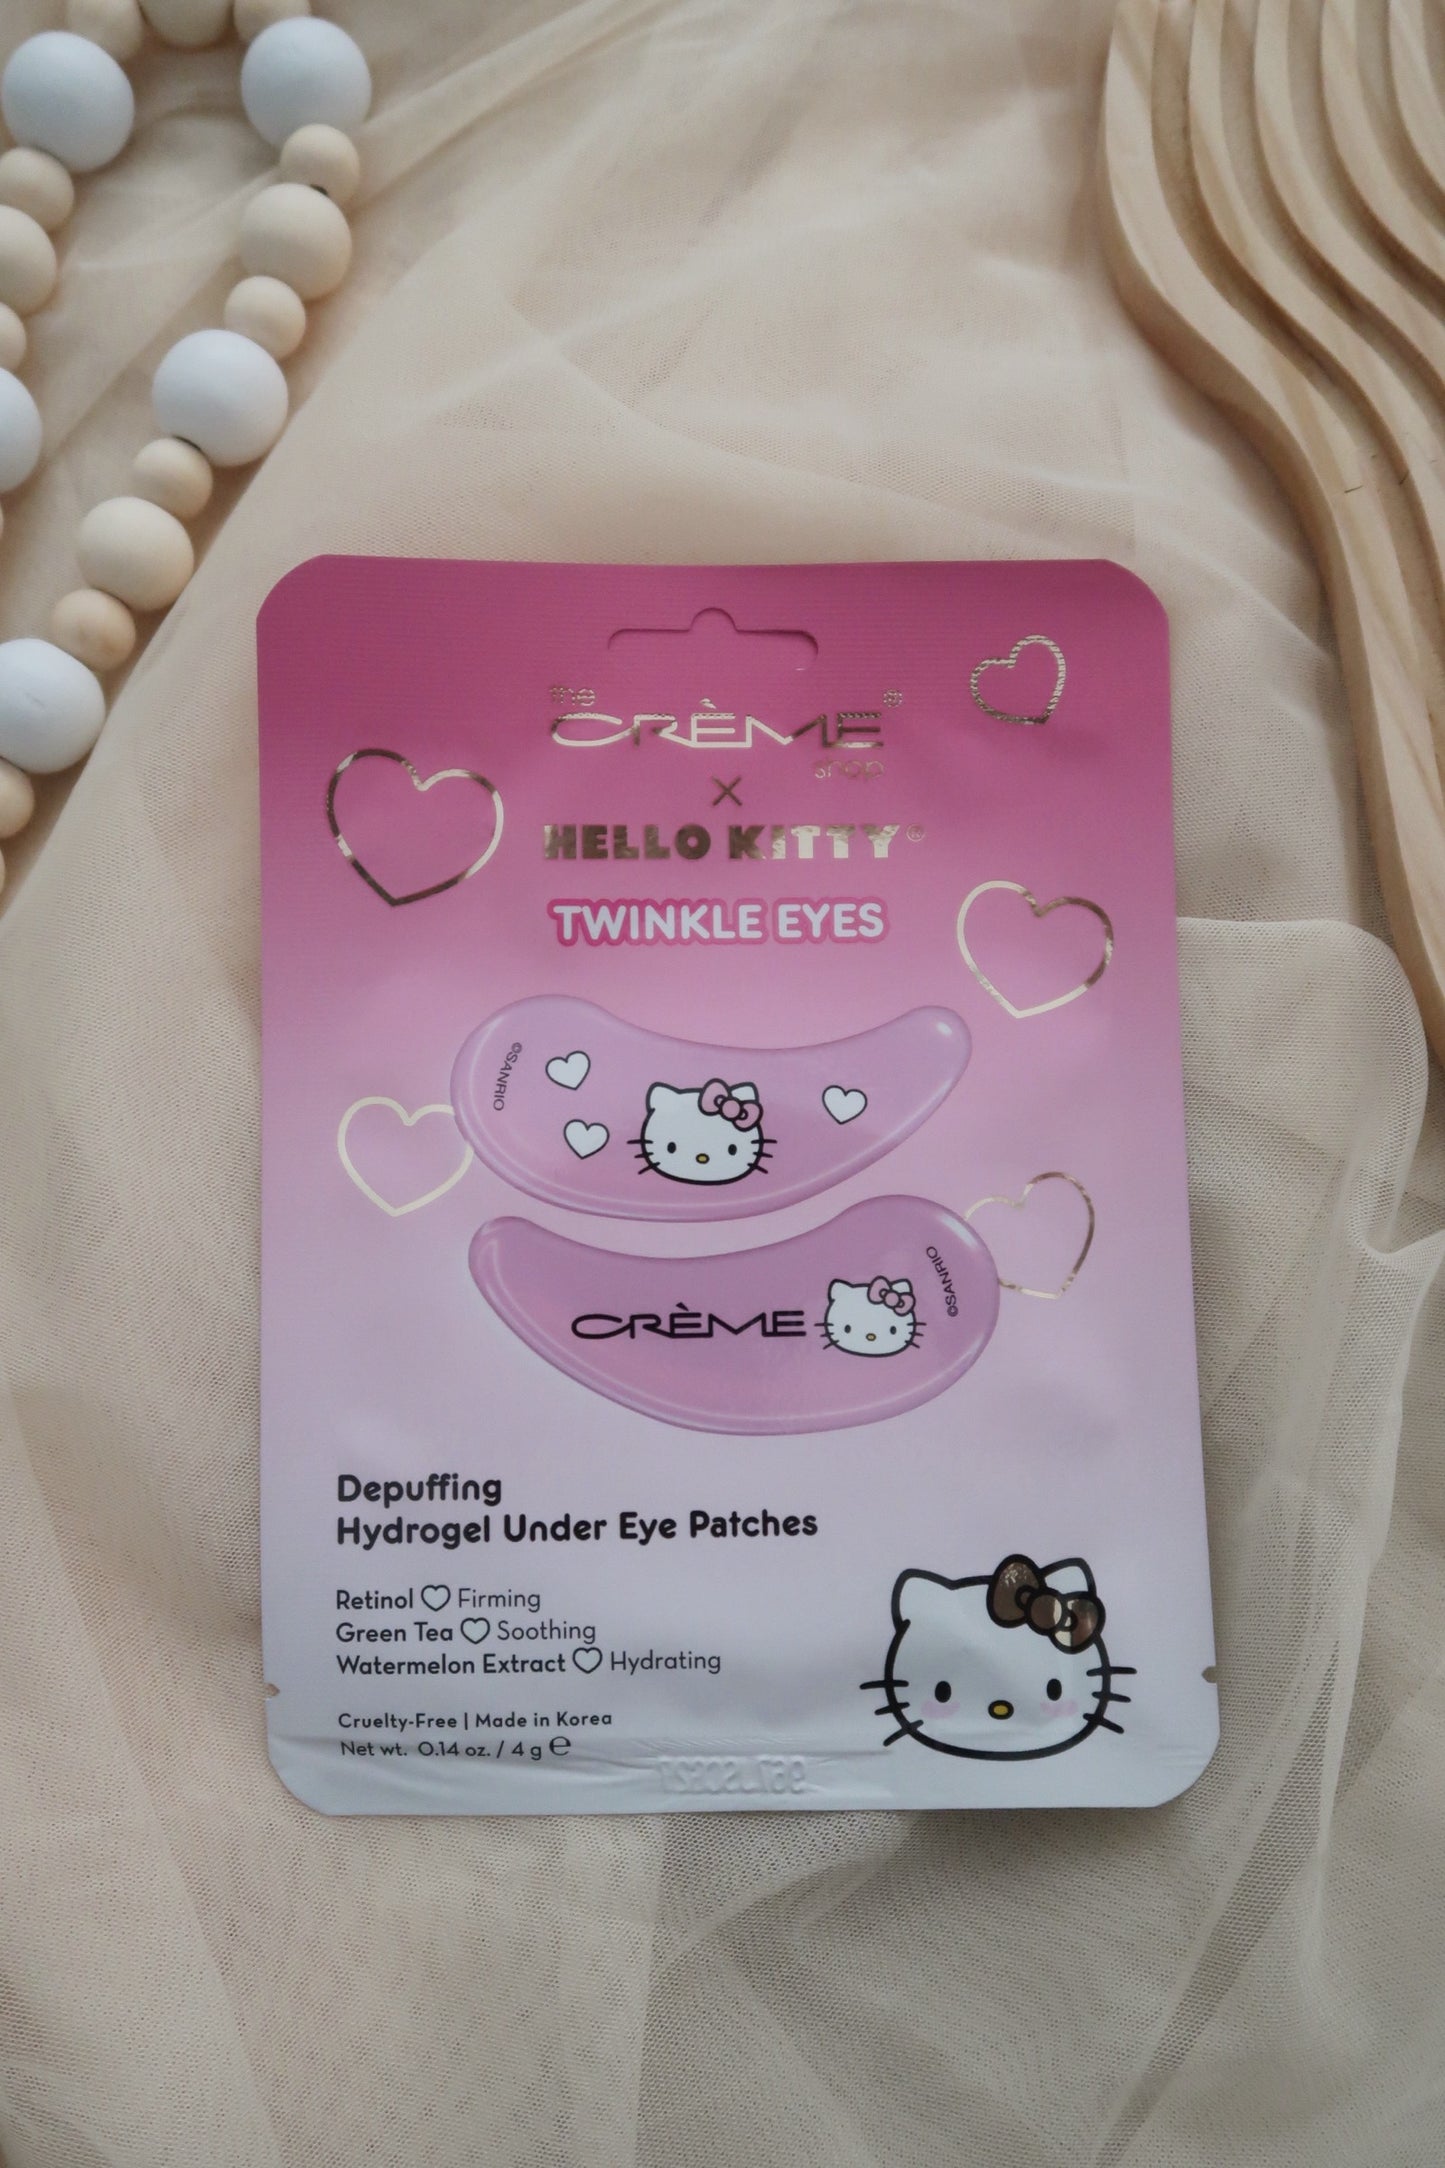 the
CRÈME®
shop
X
HELLO KITTY®
TWINKLE EYES
©SANRIO
CRÈME
©SANRIO
Depuffing
Hydrogel Under Eye Patches
Retinol ♡ Firming
Green Tea ♡ Soothing
Watermelon Extract ♡ Hydrating
Cruelty-Free | Made in Korea
Net wt. 0.14 oz. / 4 g ℮